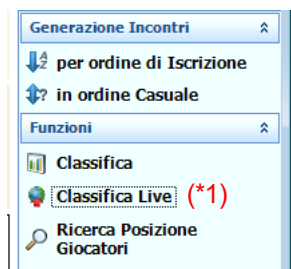 Generazione Incontri
per ordine di Iscrizione
in ordine Casuale
Funzioni
Classifica
Classifica Live (*1)
Ricerca Posizione
Giocatori